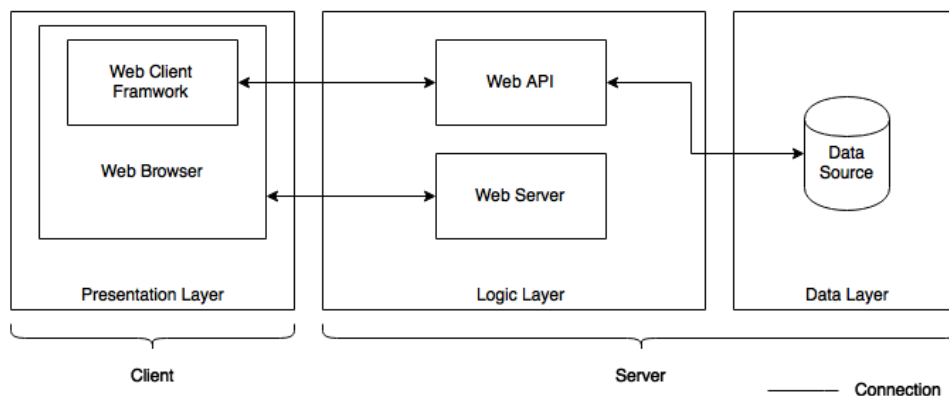 Web Client
Framwork
Web API
Web Browser
Web Server
Data
Source
Presentation Layer
Logic Layer
Data Layer
Client
Server
Connection